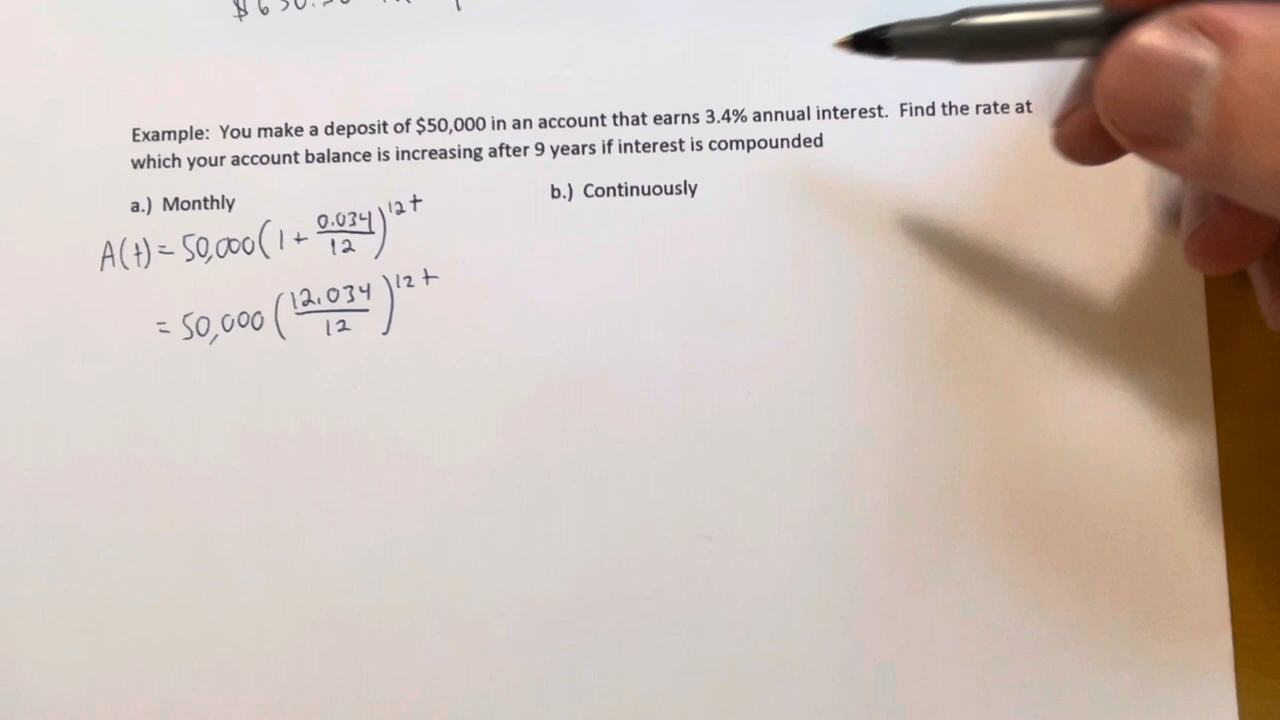 $630.50
Example: You make a deposit of $50,000 in an account that earns 3.4% annual interest. Find the rate at
which your account balance is increasing after 9 years if interest is compounded
a.) Monthly
b.) Continuously
A(t) = 50,000(1 + 0.034/12)^12t
= 50,000(12.034/12)^12t